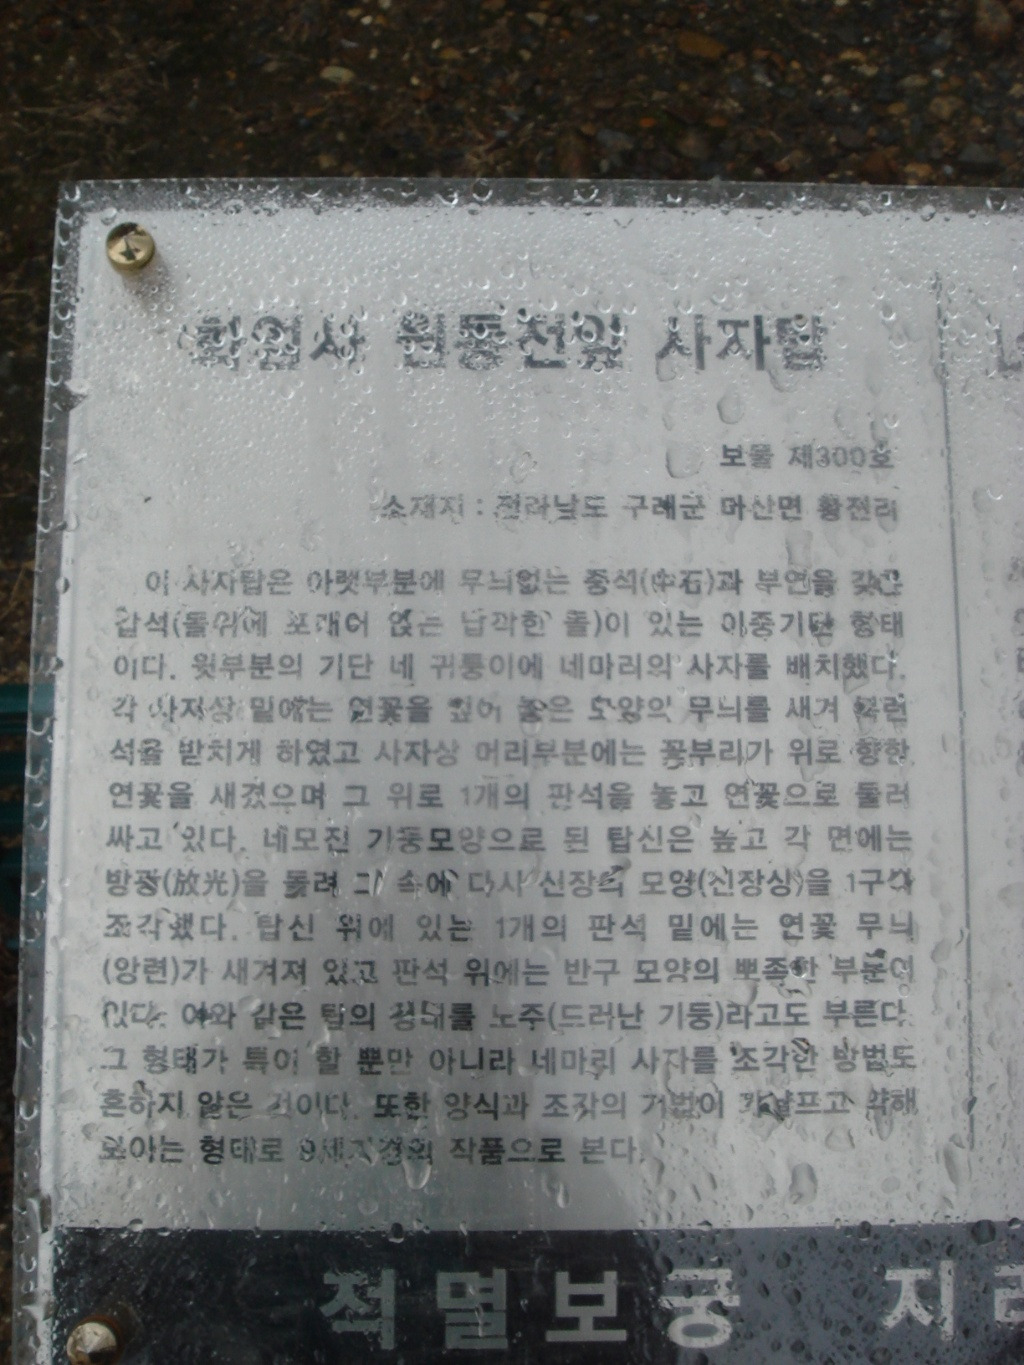 화엄사 원통전앞 사자탑
보물 제300호
소재지 : 전라남도 구례군 마산면 황전리
이 사자탑은 아랫부분에 무늬없는 중석(中石)과 부연을 갖춘
갑석(돌위에 포개어 얹는 납작한 돌)이 있는 이중기단 형태
이다. 윗부분의 기단 네 귀퉁이에 네마리의 사자를 배치했다.
각 사자상 밑에는 연꽃을 엎어 놓은 모양의 무늬를 새겨
석을 받치게 하였고 사자상 머리부분에는 꽃부리가 위로 향한
연꽃을 새겼으며 그 위로 1개의 판석을 놓고 연꽃으로 둘러
싸고 있다. 네모진 기둥모양으로 된 탑신은 높고 각 면에는
방광(放光)을 돌려 그 속에 다시 신장의 모양(신장상)을 1구씩
조각했다. 탑신 위에 있는 1개의 판석 밑에는 연꽃 무늬
(앙련)가 새겨져 있고 판석 위에는 반구 모양의 뾰족한 부분이
있다. 이와 같은 탑의 형태를 노주(드러난 기둥)라고도 부른다.
그 형태가 특이 할 뿐만 아니라 네마리 사자를 조각한 방법도
흔하지 않은 것이다. 또한 양식과 조각의 기법이 갸냘프고 약해
보이는 형태로 9세기경의 작품으로 본다.
적멸보궁 지리